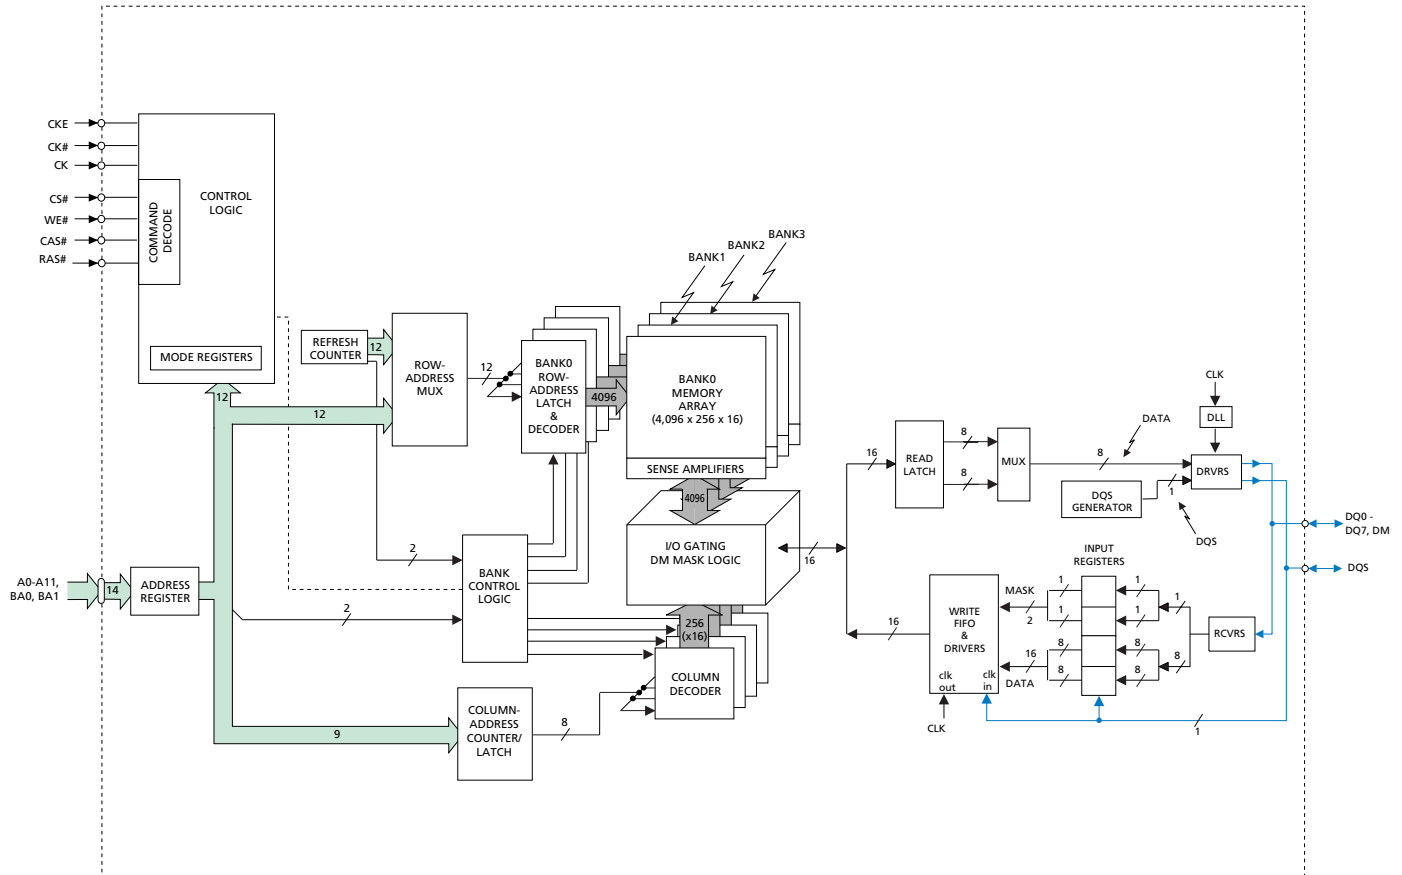 CKE
CK#
CK
CS#
WE#
CAS#
RAS#
CONTROL
LOGIC
COMMAND
DECODE
MODE REGISTERS
REFRESH
COUNTER
12
12
12
ROW-
ADDRESS
MUX
12
BANK0
ROW-
ADDRESS
LATCH
&
DECODER
4096
BANK1
BANK2
BANK3
BANK0
MEMORY
ARRAY
(4,096 x 256 x 16)
SENSE AMPLIFIERS
4096
I/O GATING
DM MASK LOGIC
16
A0-A11,
BA0, BA1
14
ADDRESS
REGISTER
2
2
BANK
CONTROL
LOGIC
256
(x16)
COLUMN
DECODER
9
COLUMN-
ADDRESS
COUNTER/
LATCH
8
16
READ
LATCH
8
8
MUX
8
DATA
CLK
DLL
DRVRS
DQS
GENERATOR
1
DQS
DQ0 -
DQ7, DM
DQS
INPUT
REGISTERS
16
WRITE
FIFO
&
DRIVERS
clk
out
clk
in
CLK
MASK
2
16
DATA
1
1
8
8
1
1
8
8
1
8
RCVRS
1